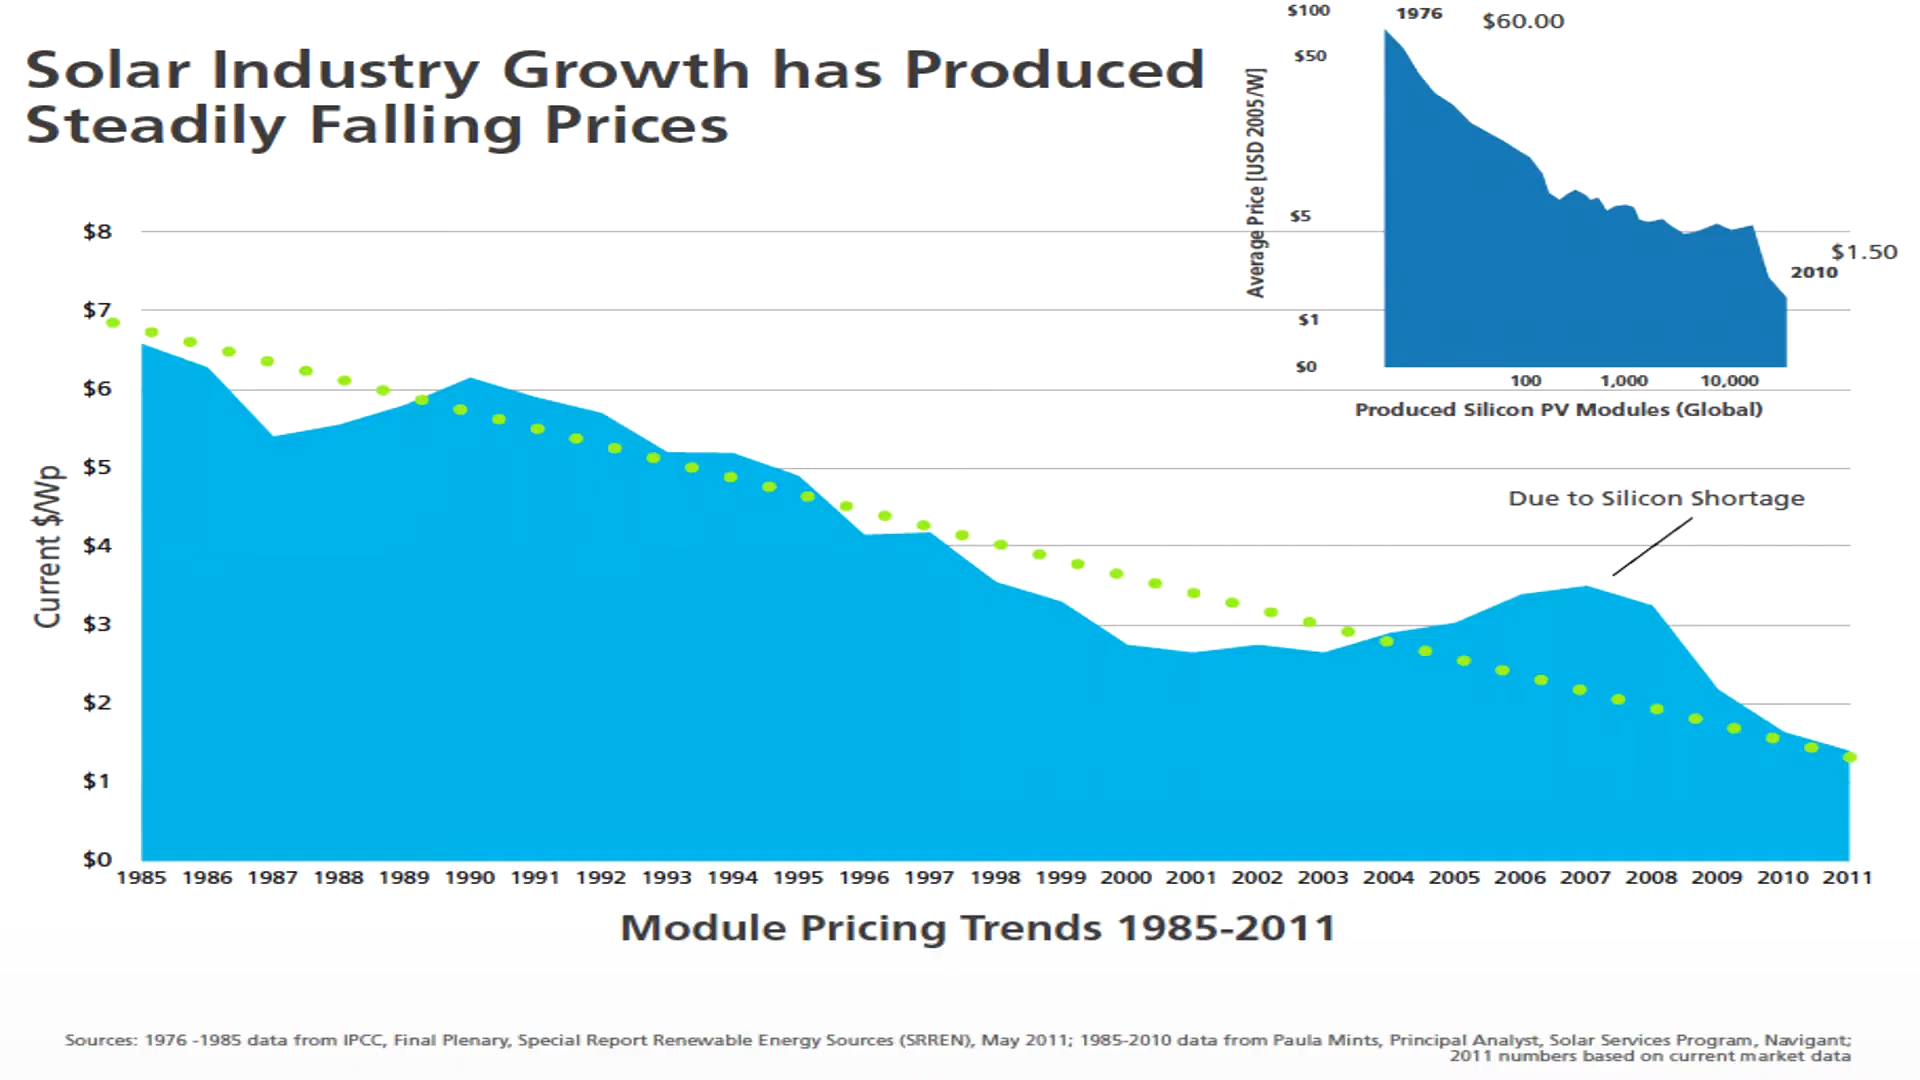 Solar Industry Growth has Produced
Steadily Falling Prices
$100
1976
$60.00
$50
Average Price [USD 2005/W]
$5
$1.50
2010
$1
$0
100 1,000 10,000
Produced Silicon PV Modules (Global)
$8
$7
$6
$5
$4
$3
$2
$1
$0
Current $/Wp
Due to Silicon Shortage
1985 1986 1987 1988 1989 1990 1991 1992 1993 1994 1995 1996 1997 1998 1999 2000 2001 2002 2003 2004 2005 2006 2007 2008 2009 2010 2011
Module Pricing Trends 1985-2011
Sources: 1976 -1985 data from IPCC, Final Plenary, Special Report Renewable Energy Sources (SRREN), May 2011; 1985-2010 data from Paula Mints, Principal Analyst, Solar Services Program, Navigant;
2011 numbers based on current market data